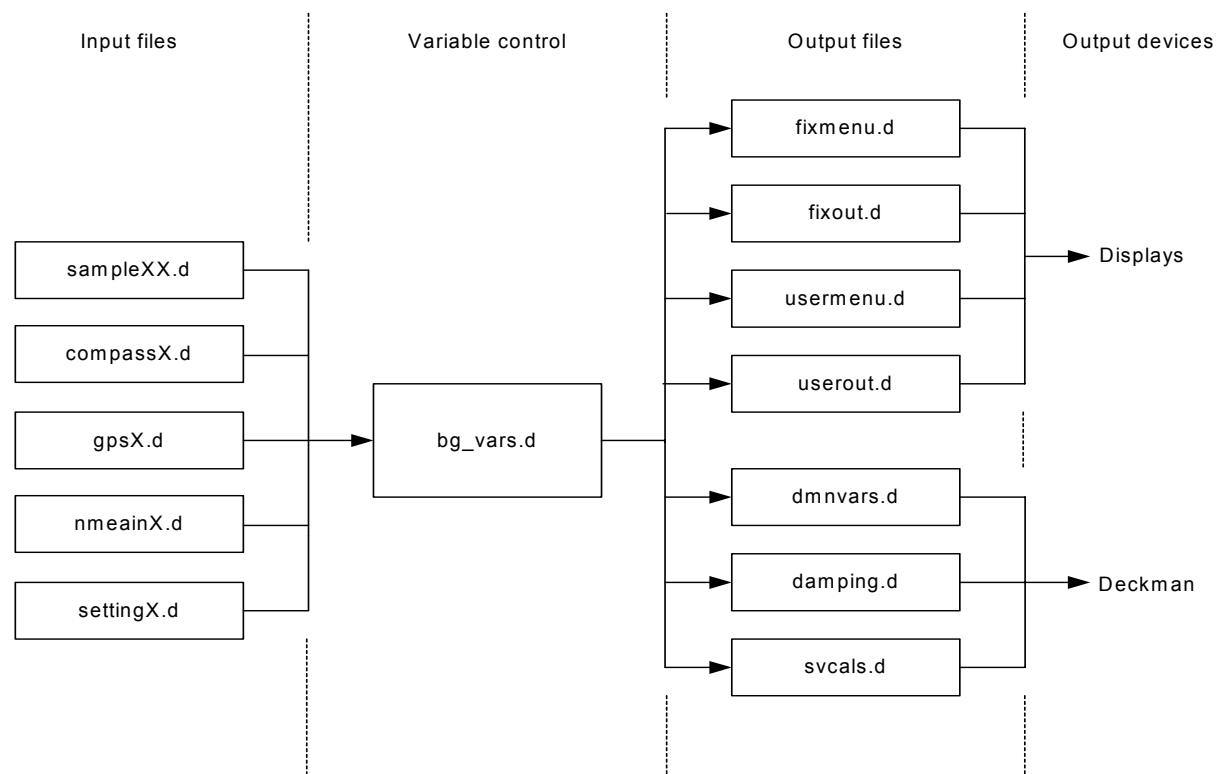 Input files
Variable control
Output files
Output devices
fixmenu.d
fixout.d
sampleXX.d
Displays
usermenu.d
compassX.d
userout.d
gpsX.d
bg_vars.d
dmnvars.d
nmeainX.d
damping.d
Deckman
settingX.d
svcals.d